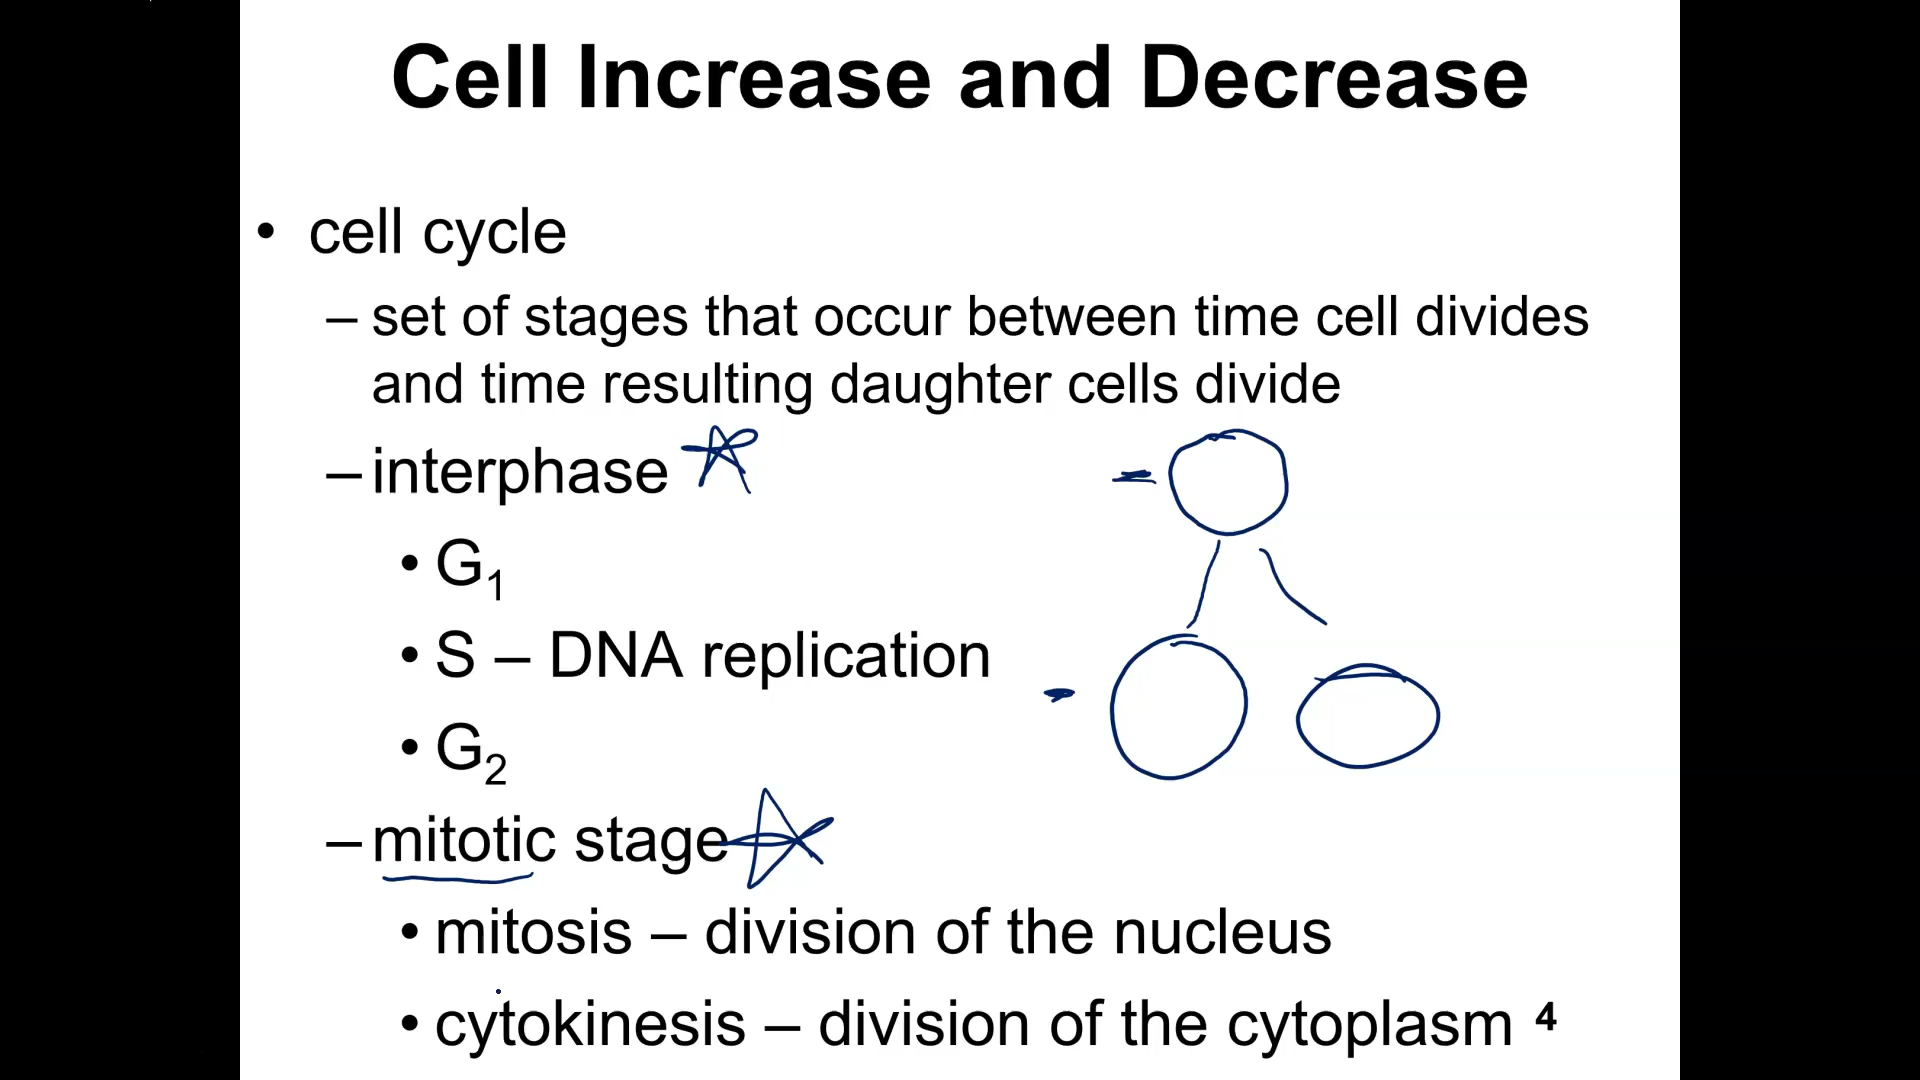 Cell Increase and Decrease
• cell cycle
– set of stages that occur between time cell divides
and time resulting daughter cells divide
– interphase
• G₁
• S – DNA replication
• G₂
– mitotic stage
• mitosis – division of the nucleus
• cytokinesis – division of the cytoplasm 4